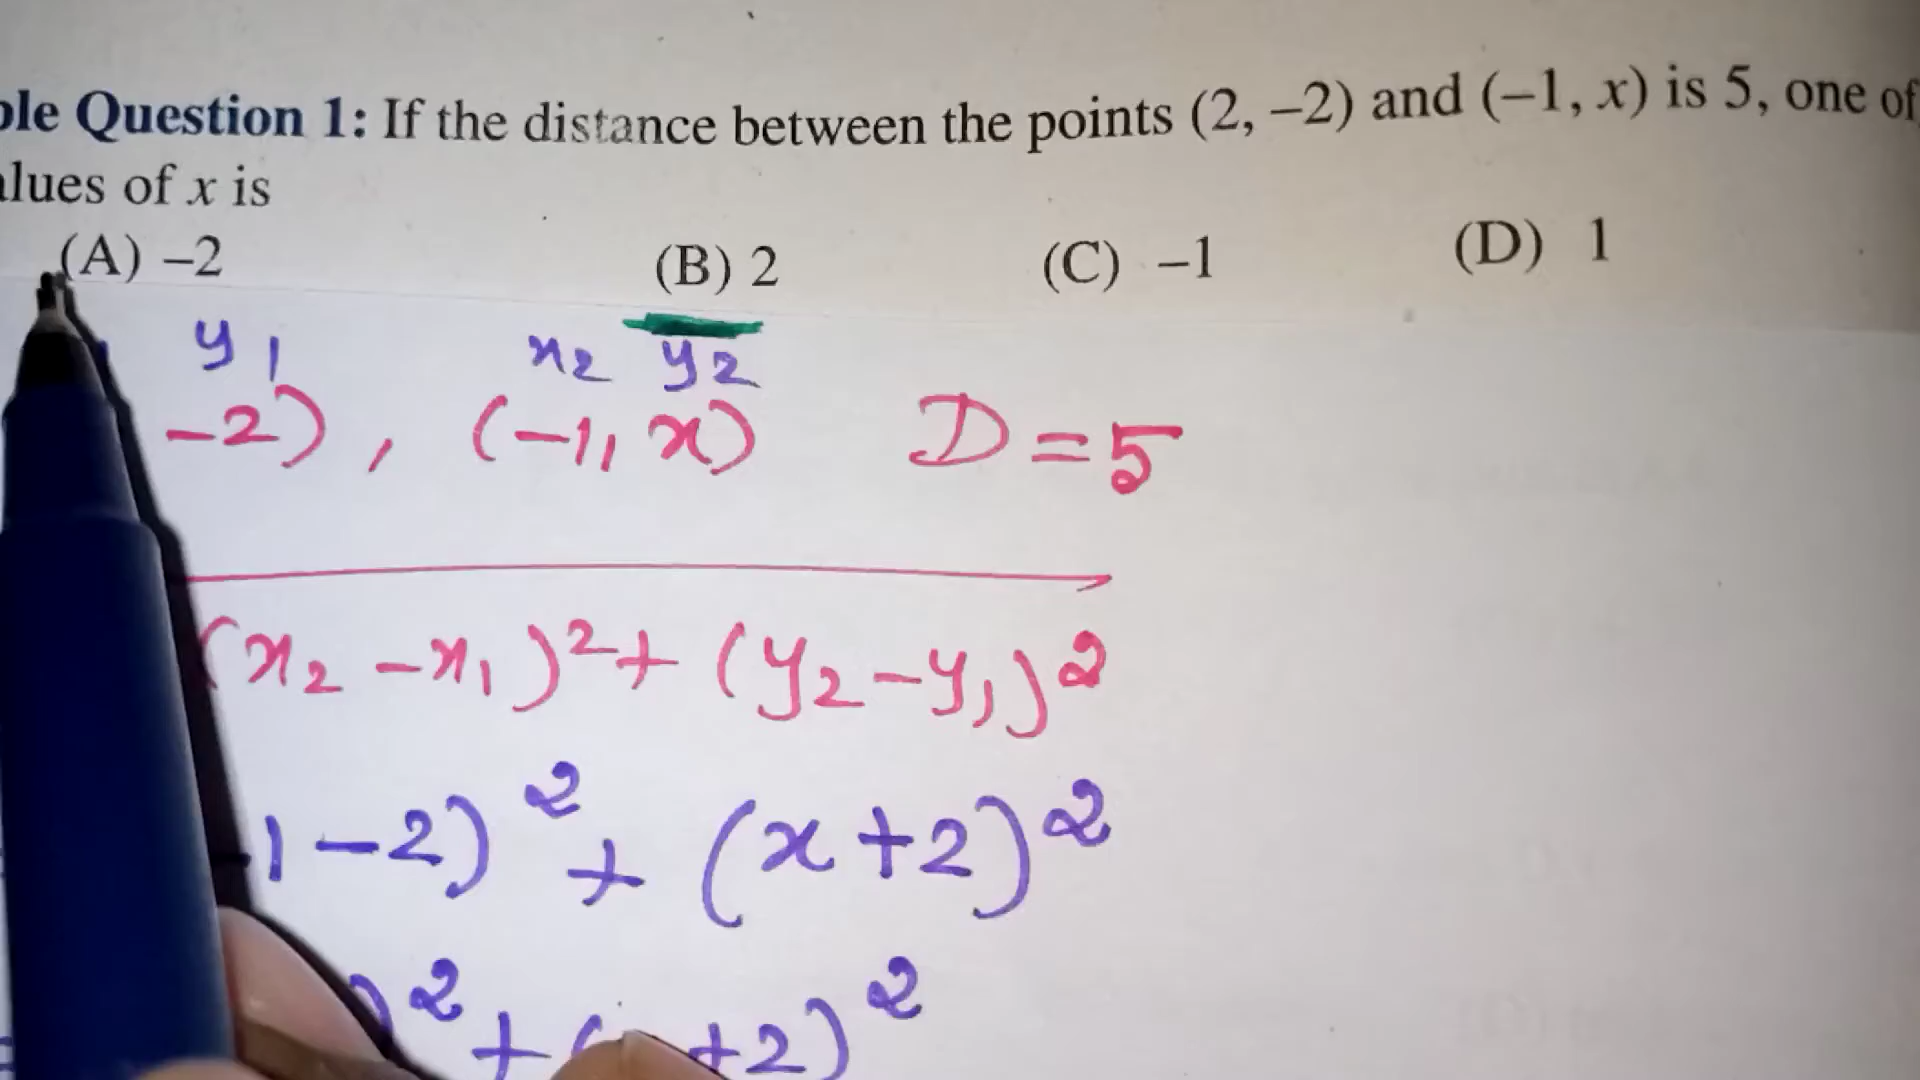 Question 1: If the distance between the points (2, –2) and (–1, x) is 5, one of
of x is
(A) –2 (B) 2 (C) –1 (D) 1
y1 x2 y2
-2) , (-1, x) D = 5
(x2 - x1)² + (y2 - y1)²
1 - 2)² + (x + 2)²
)² + ( + 2)²